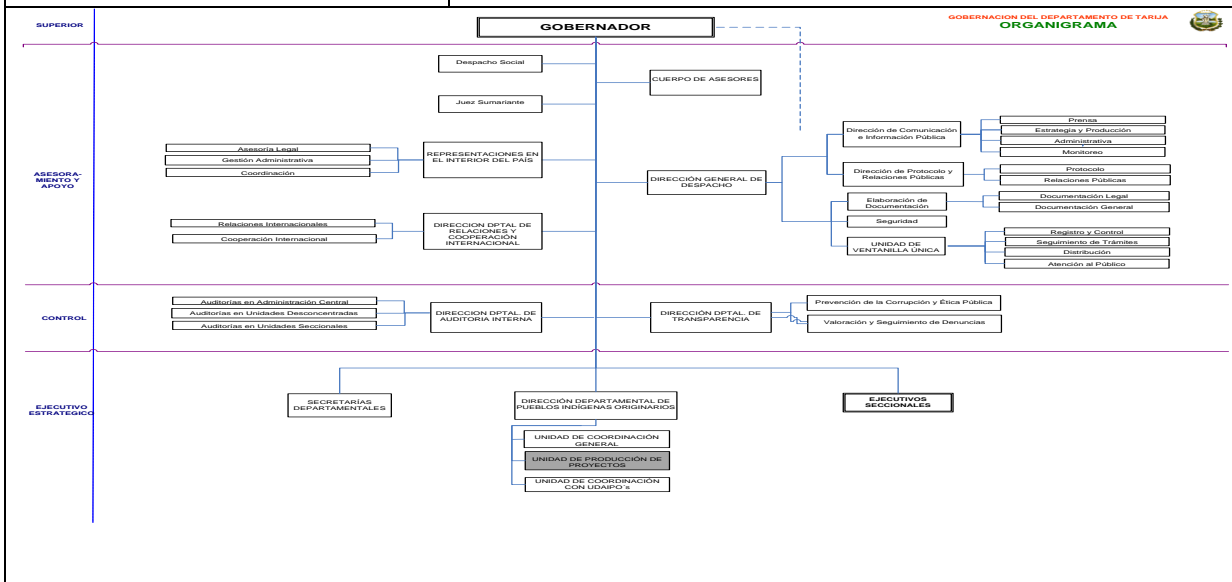 SUPERIOR
GOBERNADOR
GOBERNACION DEL DEPARTAMENTO DE TARIJA
ORGANIGRAMA
Despacho Social
CUERPO DE ASESORES
Juez Sumariante
ASESORA-
MIENTO Y
APOYO
Asesoría Legal
Gestión Administrativa
Coordinación
REPRESENTACIONES EN
EL INTERIOR DEL PAÍS
DIRECCIÓN GENERAL DE
DESPACHO
Dirección de Comunicación
e Información Pública
Prensa
Estrategia y Producción
Administrativa
Monitoreo
Dirección de Protocolo y
Relaciones Públicas
Protocolo
Relaciones Públicas
Elaboración de
Documentación
Documentación Legal
Documentación General
Seguridad
UNIDAD DE
VENTANILLA ÚNICA
Registro y Control
Seguimiento de Trámites
Distribución
Atención al Público
Relaciones Internacionales
Cooperación Internacional
DIRECCION DPTAL DE
RELACIONES Y
COOPERACIÓN
INTERNACIONAL
CONTROL
Auditorías en Administración Central
Auditorías en Unidades Desconcentradas
Auditorías en Unidades Seccionales
DIRECCION DPTAL. DE
AUDITORIA INTERNA
DIRECCIÓN DPTAL. DE
TRANSPARENCIA
Prevención de la Corrupción y Ética Pública
Valoración y Seguimiento de Denuncias
EJECUTIVO
ESTRATEGICO
SECRETARÍAS
DEPARTAMENTALES
DIRECCIÓN DEPARTAMENTAL DE
PUEBLOS INDÍGENAS ORIGINARIOS
EJECUTIVOS
SECCIONALES
UNIDAD DE COORDINACIÓN
GENERAL
UNIDAD DE PRODUCCIÓN DE
PROYECTOS
UNIDAD DE COORDINACIÓN
CON UDAIPO´s